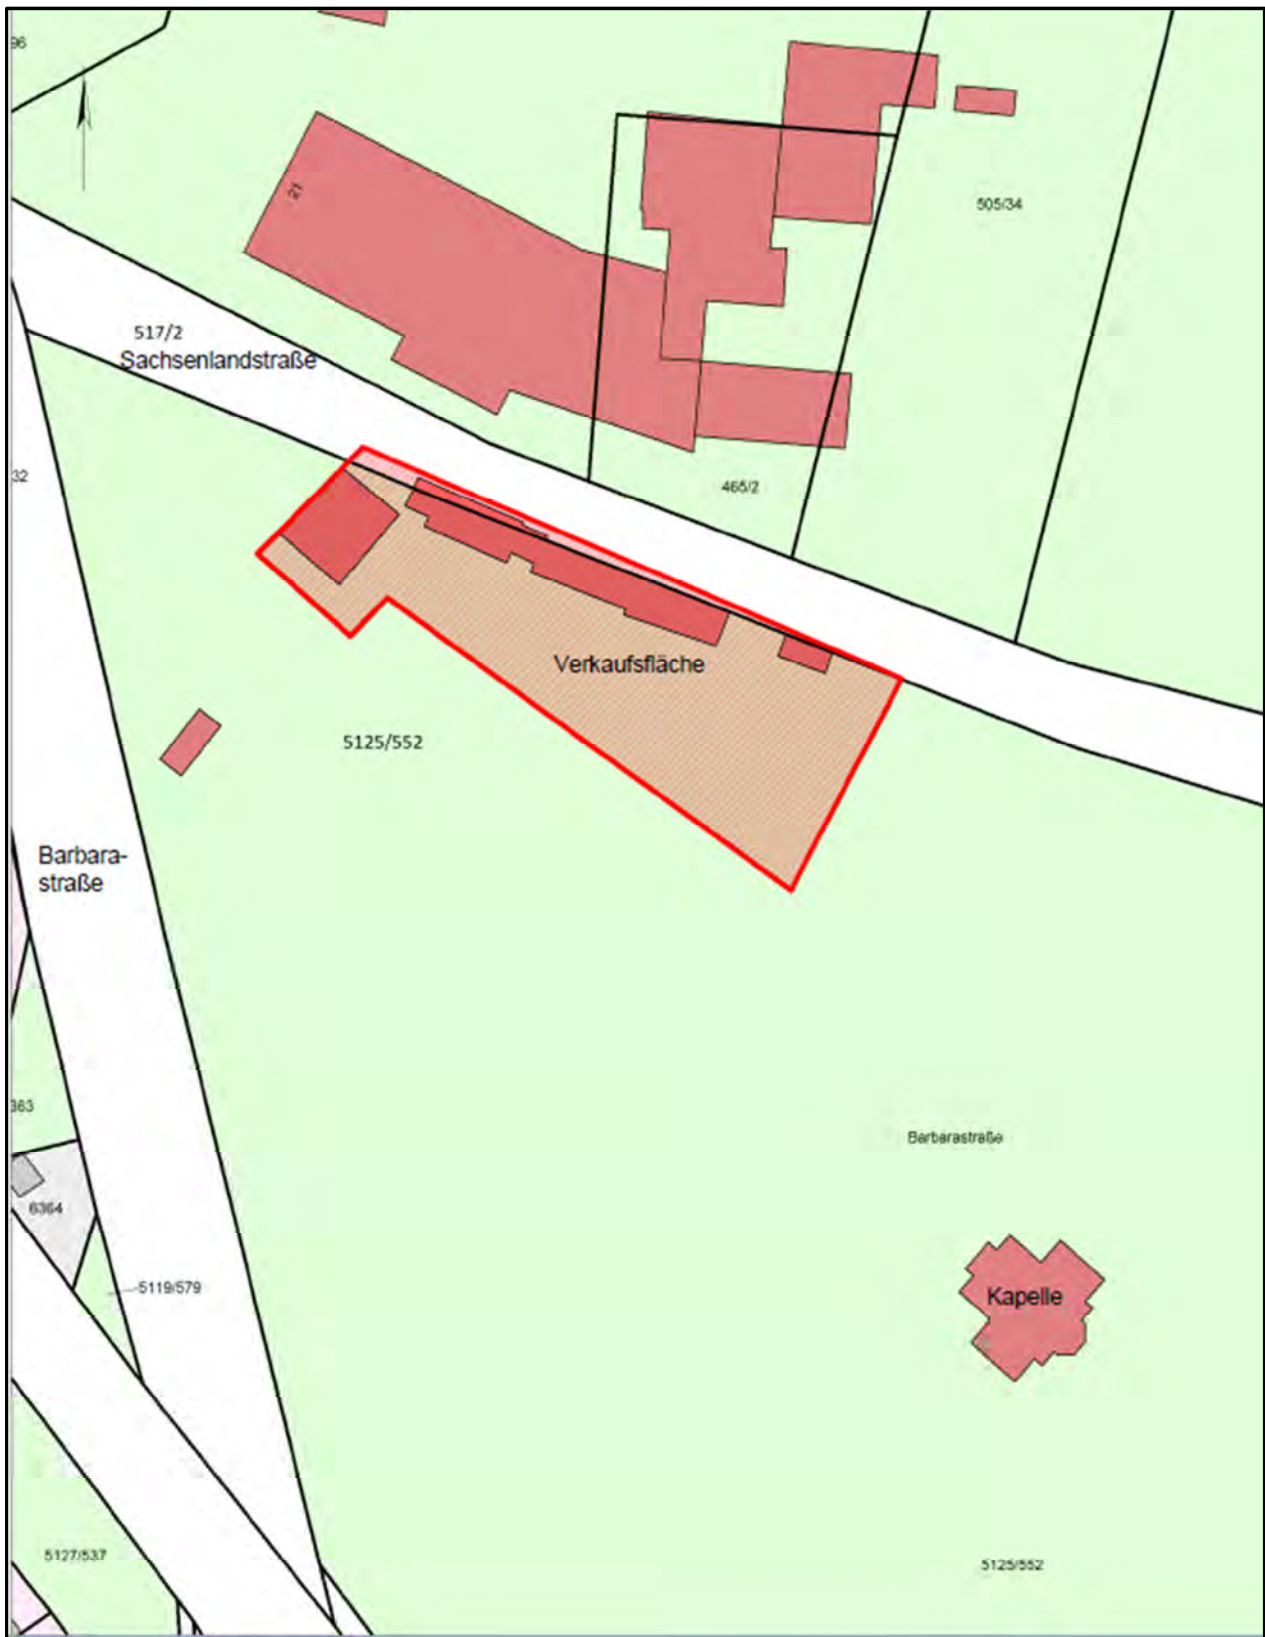 96
21
505/34
517/2
Sachsenlandstraße
32
465/2
Verkaufsfläche
5125/552
Barbara-
straße
363
Barbarastraße
6364
5119/579
Kapelle
5127/537
5125/552